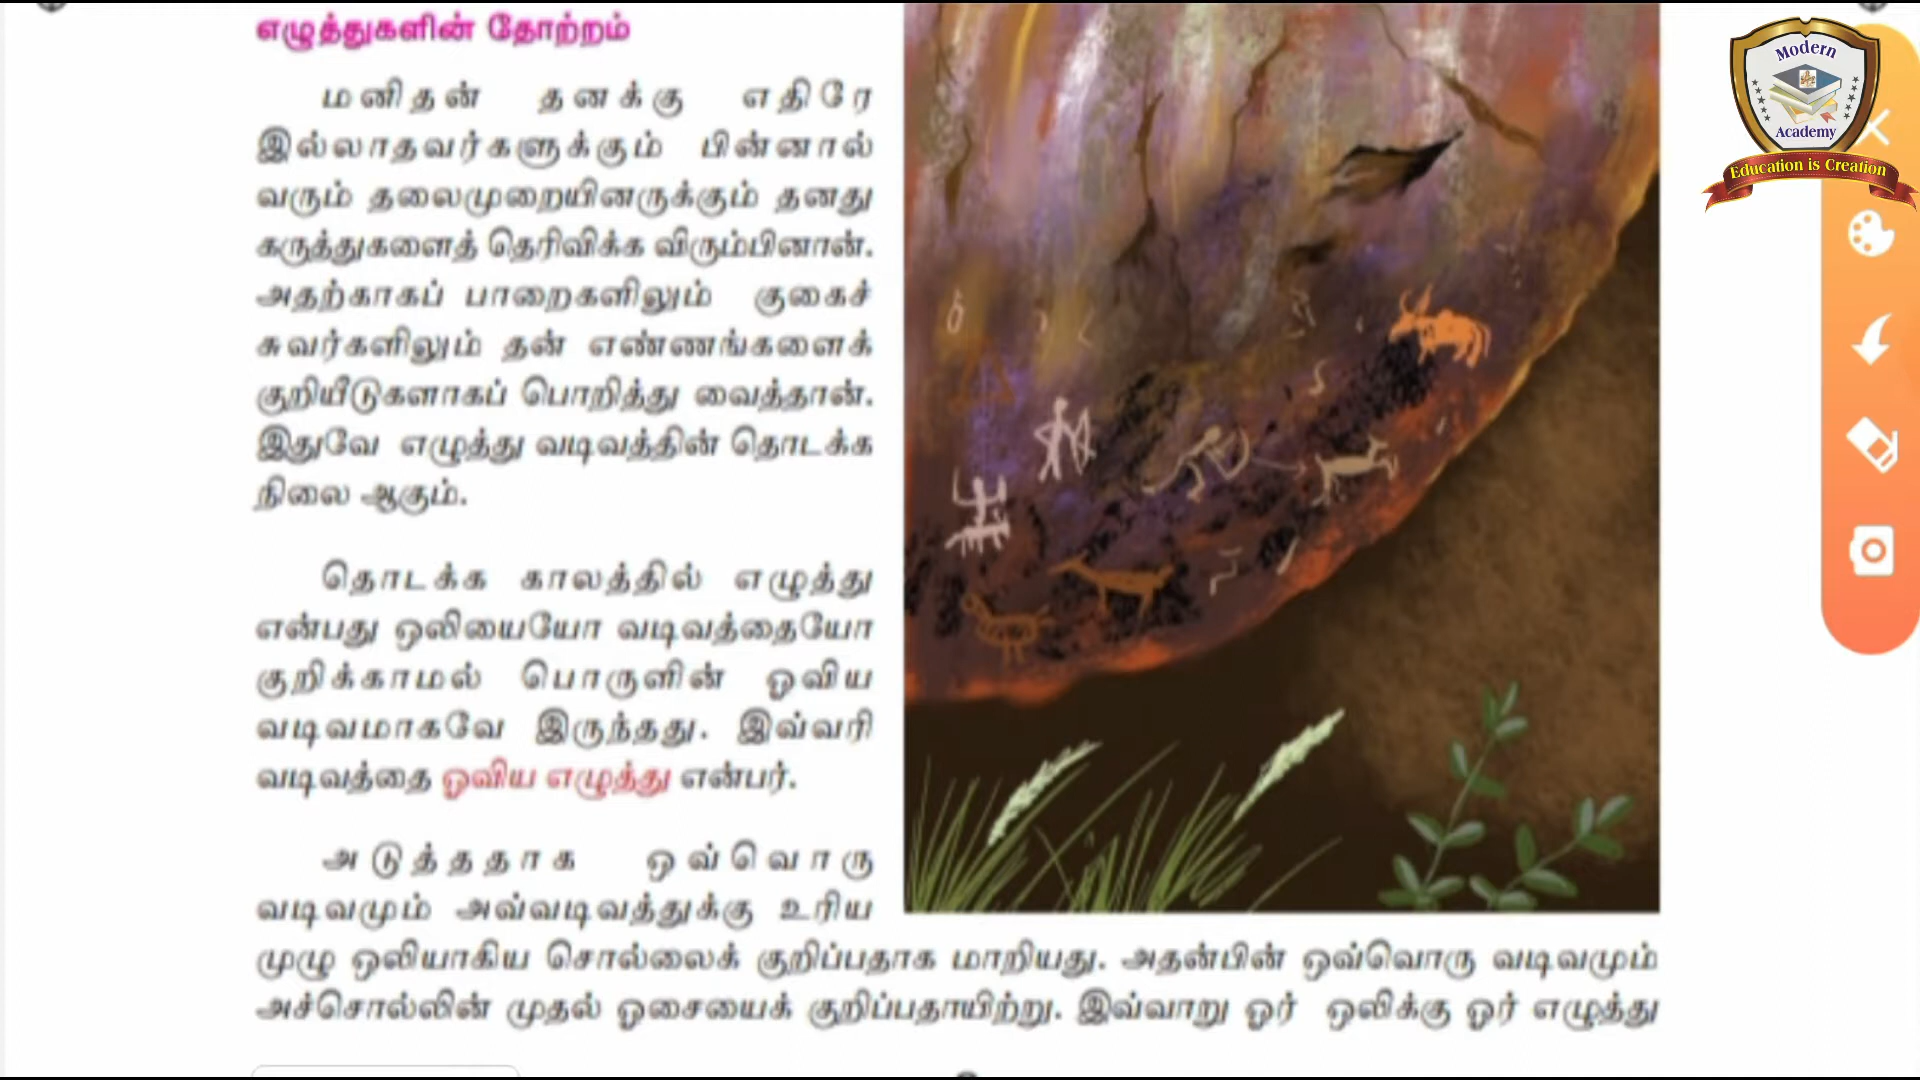 எழுத்துகளின் தோற்றம்
மனிதன் தனக்கு எதிரே
இல்லாதவர்களுக்கும் பின்னால்
வரும் தலைமுறையினருக்கும் தனது
கருத்துகளைத் தெரிவிக்க விரும்பினான்.
அதற்காகப் பாறைகளிலும் குகைச்
சுவர்களிலும் தன் எண்ணங்களைக்
குறியீடுகளாகப் பொறித்து வைத்தான்.
இதுவே எழுத்து வடிவத்தின் தொடக்க
நிலை ஆகும்.
தொடக்க காலத்தில் எழுத்து
என்பது ஒலியையோ வடிவத்தையோ
குறிக்காமல் பொருளின் ஓவிய
வடிவமாகவே இருந்தது. இவ்வரி
வடிவத்தை ஓவிய எழுத்து என்பர்.
அடுத்ததாக ஒவ்வொரு
வடிவமும் அவ்வடிவத்துக்கு உரிய
முழு ஒலியாகிய சொல்லைக் குறிப்பதாக மாறியது. அதன்பின் ஒவ்வொரு வடிவமும்
அச்சொல்லின் முதல் ஓசையைக் குறிப்பதாயிற்று. இவ்வாறு ஓர் ஒலிக்கு ஓர் எழுத்து
Modern
Academy
Education is Creation